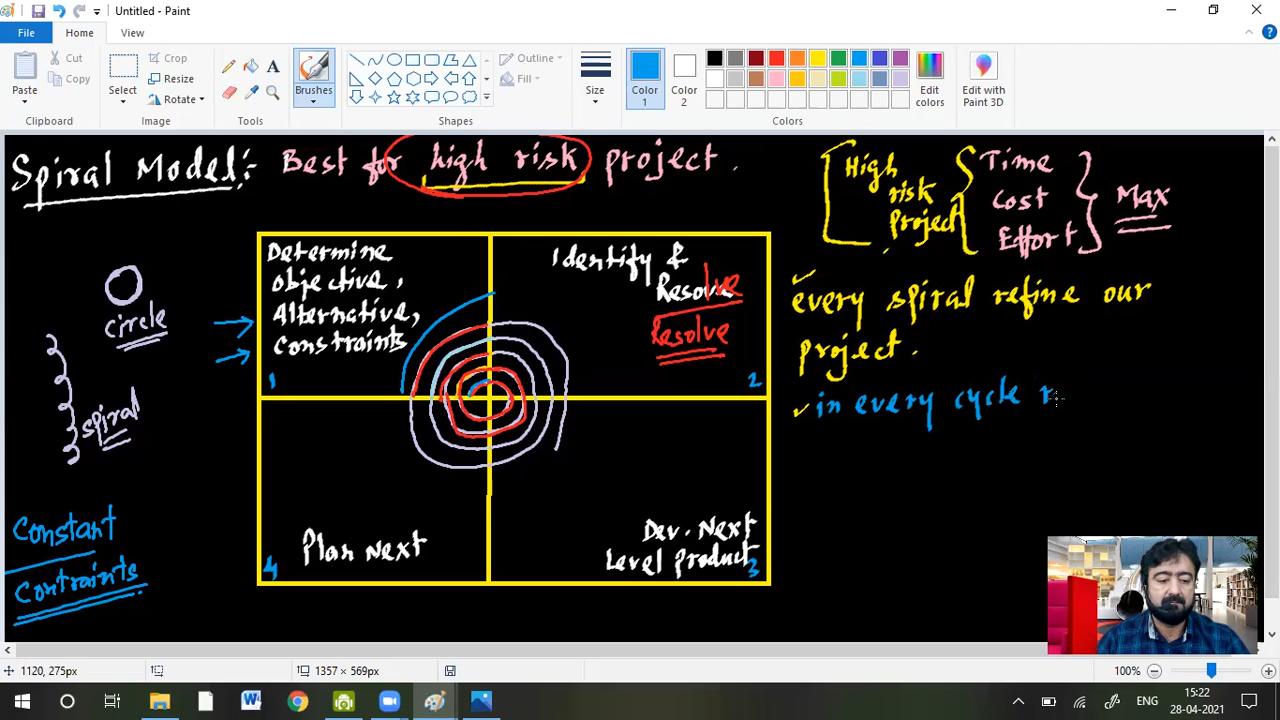 Untitled - Paint
File Home View
Paste
Cut
Copy
Clipboard
Select
Crop
Resize
Rotate
Image
Tools
Brushes
Shapes
Outline
Fill
Size
Color 1
Color 2
Edit colors
Edit with Paint 3D
Colors
Spiral Model:- Best for high risk project.
High risk Project
Time
Cost
Effort
Max
Determine
objective,
Alternative,
constraints
1
Identify &
Resolve
Resolve
2
Plan Next
4
Dev. Next
Level product
3
circle
spiral
Constant
Contraints
every spiral refine our
project.
in every cycle r
1120, 275px
1357 × 569px
100%
ENG
15:22
28-04-2021